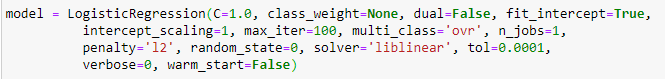 model = LogisticRegression(C=1.0, class_weight=None, dual=False, fit_intercept=True,
intercept_scaling=1, max_iter=100, multi_class='ovr', n_jobs=1,
penalty='l2', random_state=0, solver='liblinear', tol=0.0001,
verbose=0, warm_start=False)